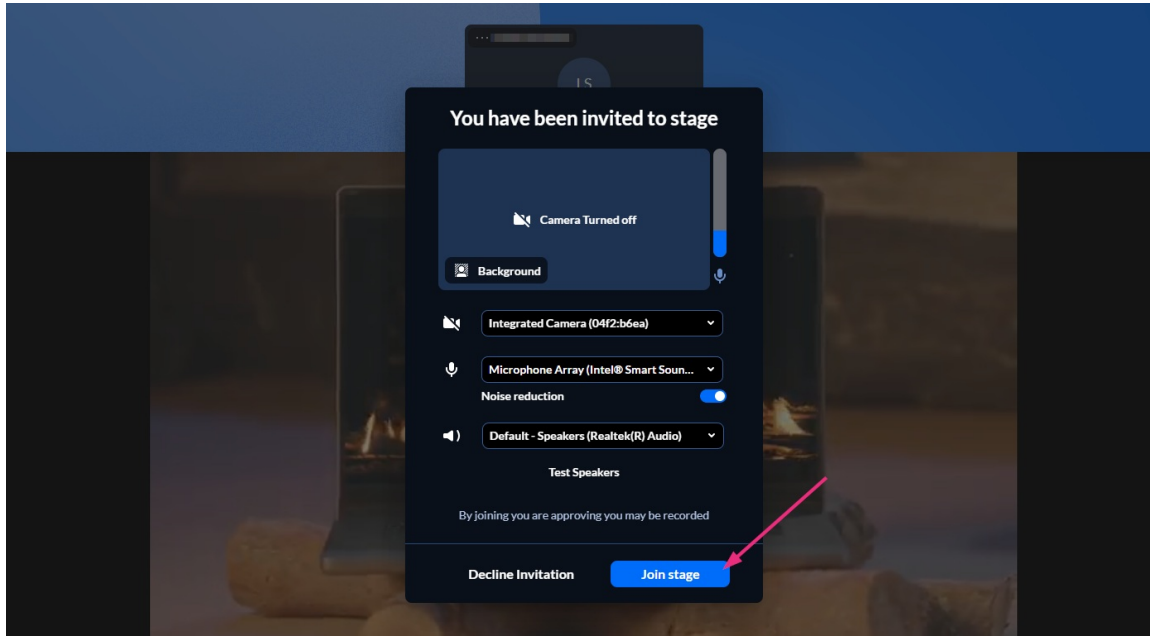 ...
LS
You have been invited to stage
Camera Turned off
Background
Integrated Camera (04f2:b6ea)
Microphone Array (Intel® Smart Soun...
Noise reduction
Default - Speakers (Realtek(R) Audio)
Test Speakers
By joining you are approving you may be recorded
Decline Invitation
Join stage